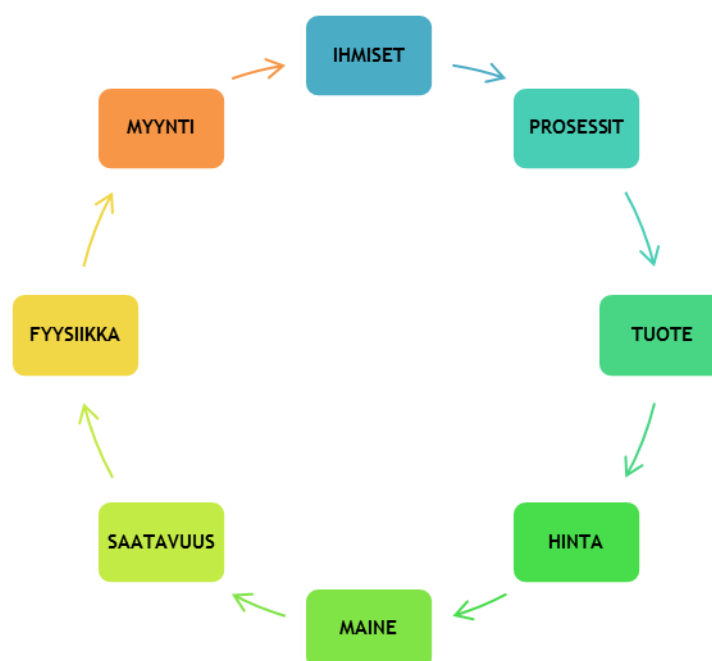 IHMISET
PROSESSIT
TUOTE
HINTA
MAINE
SAATAVUUS
FYYSIIKKA
MYYNTI